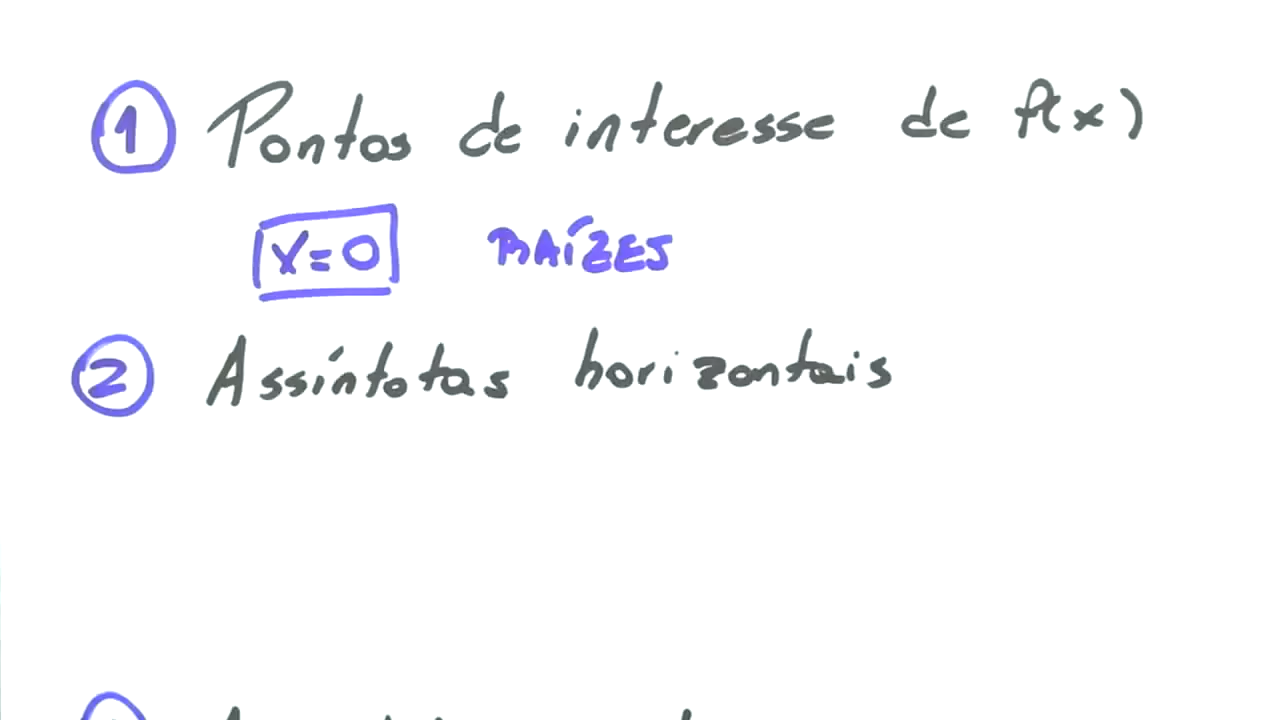 1 Pontos de interesse de f(x)
x=0 RAÍZES
2 Assíntotas horizontais